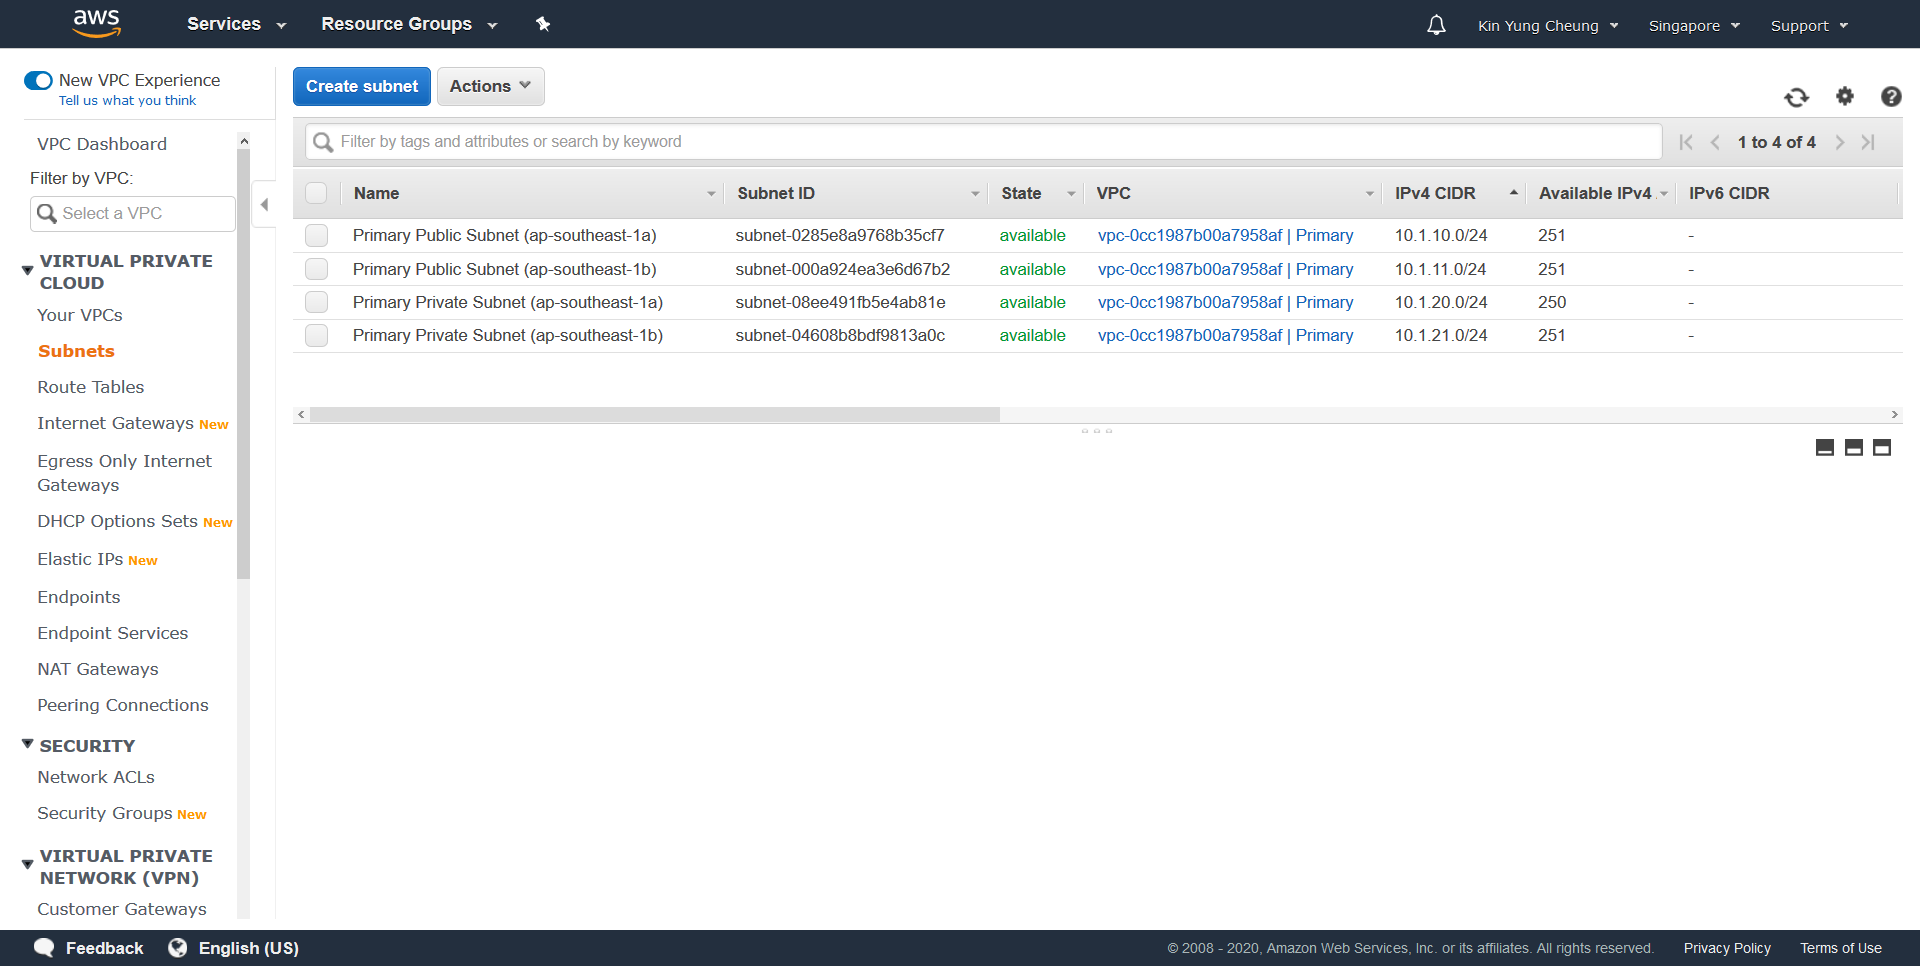 aws Services Resource Groups Kin Yung Cheung Singapore Support
New VPC Experience
Tell us what you think
VPC Dashboard
Filter by VPC:
Select a VPC
VIRTUAL PRIVATE
CLOUD
Your VPCs
Subnets
Route Tables
Internet Gateways New
Egress Only Internet
Gateways
DHCP Options Sets New
Elastic IPs New
Endpoints
Endpoint Services
NAT Gateways
Peering Connections
SECURITY
Network ACLs
Security Groups New
VIRTUAL PRIVATE
NETWORK (VPN)
Customer Gateways
Create subnet Actions
Filter by tags and attributes or search by keyword 1 to 4 of 4
Name Subnet ID State VPC IPv4 CIDR Available IPv4 IPv6 CIDR
Primary Public Subnet (ap-southeast-1a) subnet-0285e8a9768b35cf7 available vpc-0cc1987b00a7958af | Primary 10.1.10.0/24 251 -
Primary Public Subnet (ap-southeast-1b) subnet-000a924ea3e6d67b2 available vpc-0cc1987b00a7958af | Primary 10.1.11.0/24 251 -
Primary Private Subnet (ap-southeast-1a) subnet-08ee491fb5e4ab81e available vpc-0cc1987b00a7958af | Primary 10.1.20.0/24 250 -
Primary Private Subnet (ap-southeast-1b) subnet-04608b8bdf9813a0c available vpc-0cc1987b00a7958af | Primary 10.1.21.0/24 251 -
Feedback English (US) © 2008 - 2020, Amazon Web Services, Inc. or its affiliates. All rights reserved. Privacy Policy Terms of Use